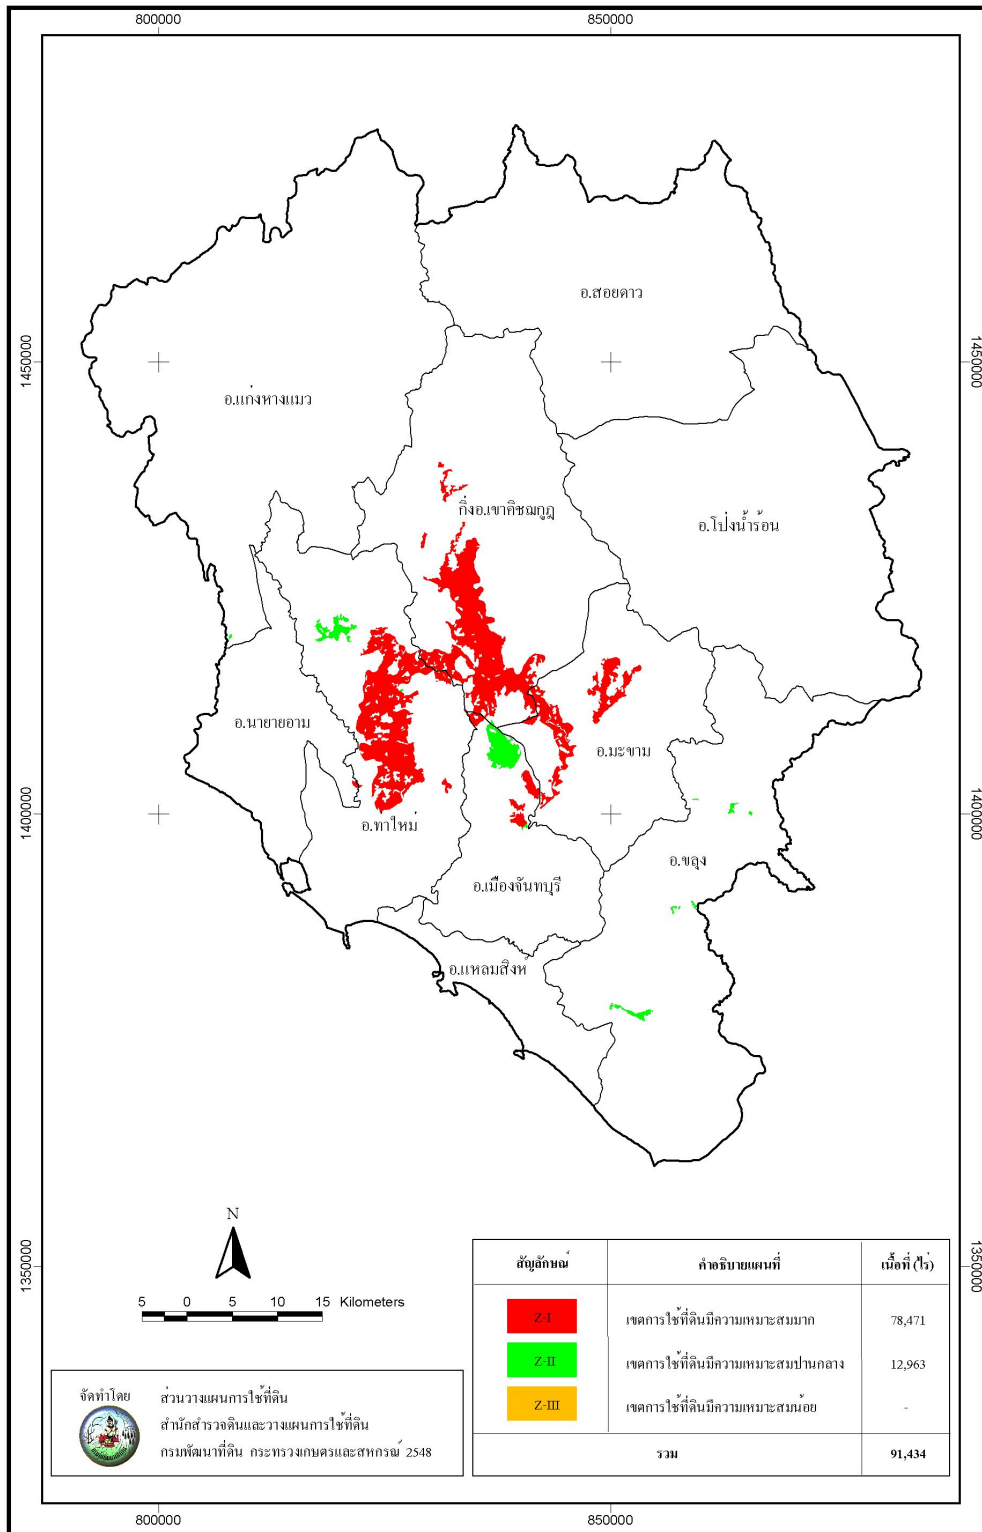 800000
850000
อ.สอยดาว
1450000
1450000
อ.แก่งหางแมว
กิ่งอ.เขาคิชฌกูฏ
อ.โป่งน้ำร้อน
อ.นายายอาม
อ.มะขาม
1400000
1400000
อ.ท่าใหม่
อ.ขลุง
อ.เมืองจันทบุรี
อ.แหลมสิงห์
N
1350000
1350000
5 0 5 10 15 Kilometers
สัญลักษณ์ คำอธิบายแผนที่ เนื้อที่ (ไร่)
Z-I เขตการใช้ที่ดินมีความเหมาะสมมาก 78,471
Z-II เขตการใช้ที่ดินมีความเหมาะสมปานกลาง 12,963
Z-III เขตการใช้ที่ดินมีความเหมาะสมน้อย -
รวม 91,434
จัดทำโดย ส่วนวางแผนการใช้ที่ดิน
สำนักสำรวจดินและวางแผนการใช้ที่ดิน
กรมพัฒนาที่ดิน กระทรวงเกษตรและสหกรณ์ 2548
800000
850000